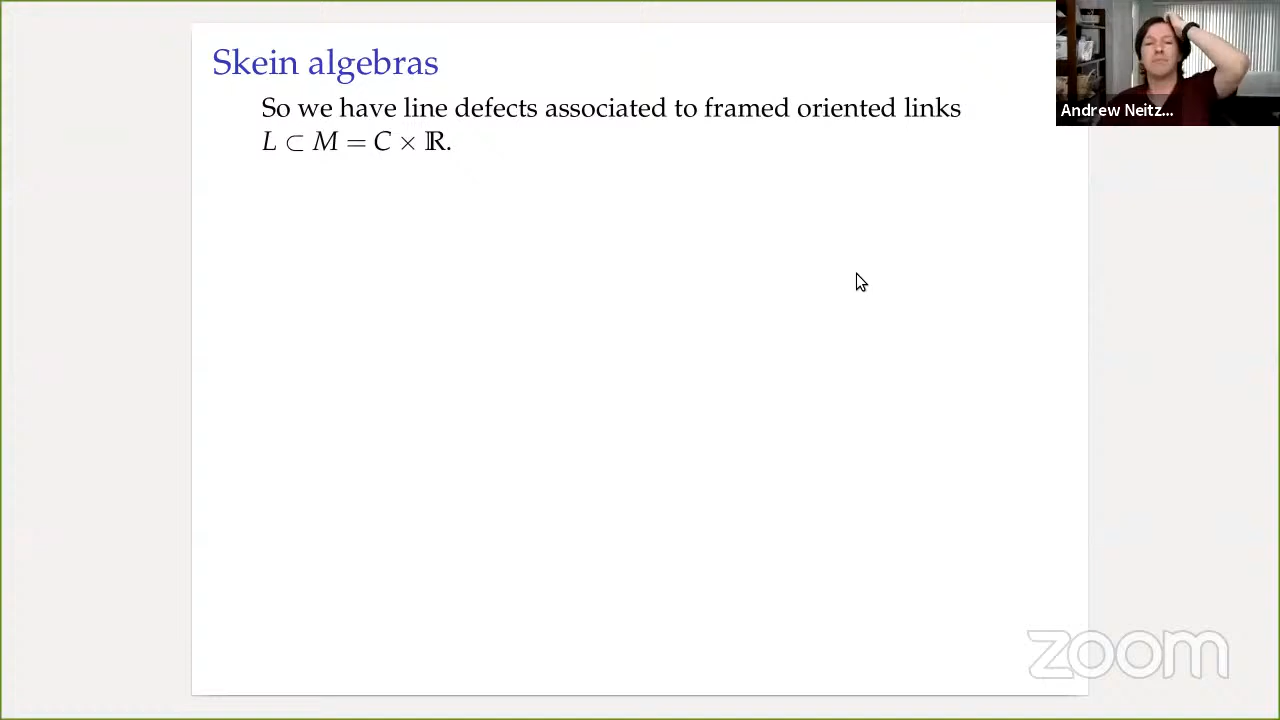 Skein algebras
So we have line defects associated to framed oriented links
L ⊂ M = C × ℝ.
Andrew Neitz...
zoom